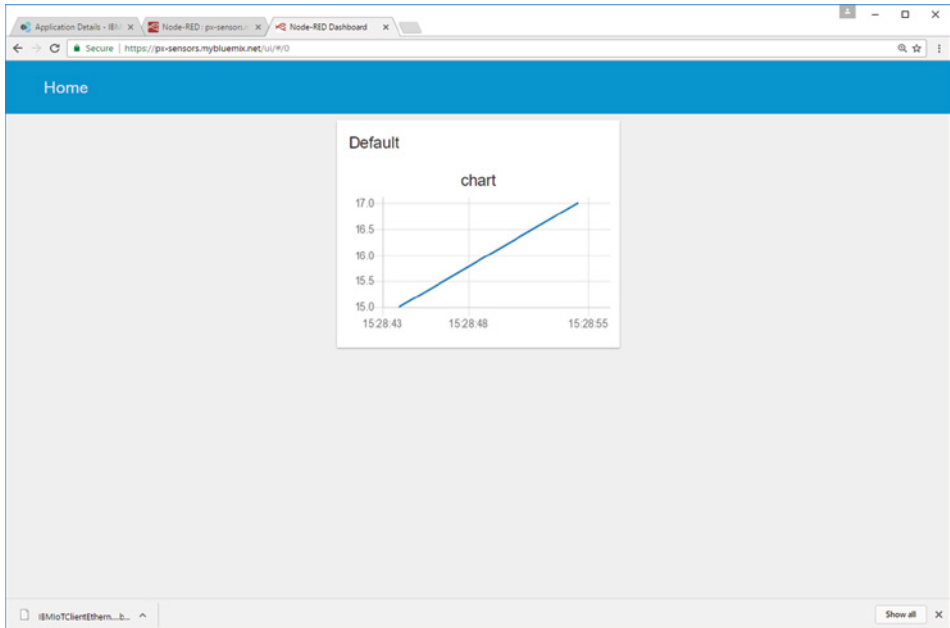 Application Details - IBM
Node-RED : px-sensors.m
Node-RED Dashboard
Secure | https://px-sensors.mybluemix.net/ui/#/0
Home
Default
chart
17.0
16.5
16.0
15.5
15.0
15:28:43 15:28:48 15:28:55
IBMIoTClientEthern....b...
Show all